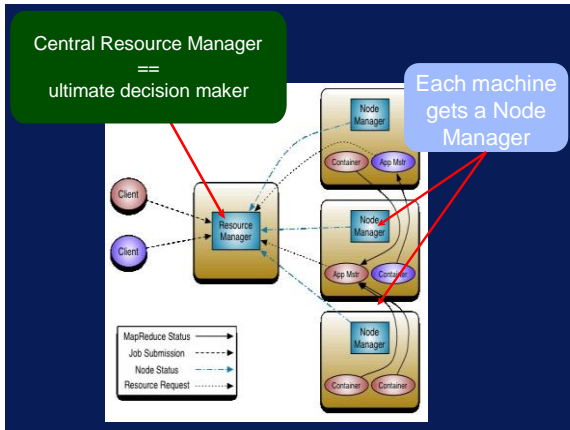 Central Resource Manager
==
ultimate decision maker
Each machine
gets a Node
Manager
Node
Manager
Container
App Mstr
Client
Resource
Manager
Node
Manager
Client
App Mstr
Container
Node
Manager
MapReduce Status
Job Submission
Node Status
Resource Request
Container
Container